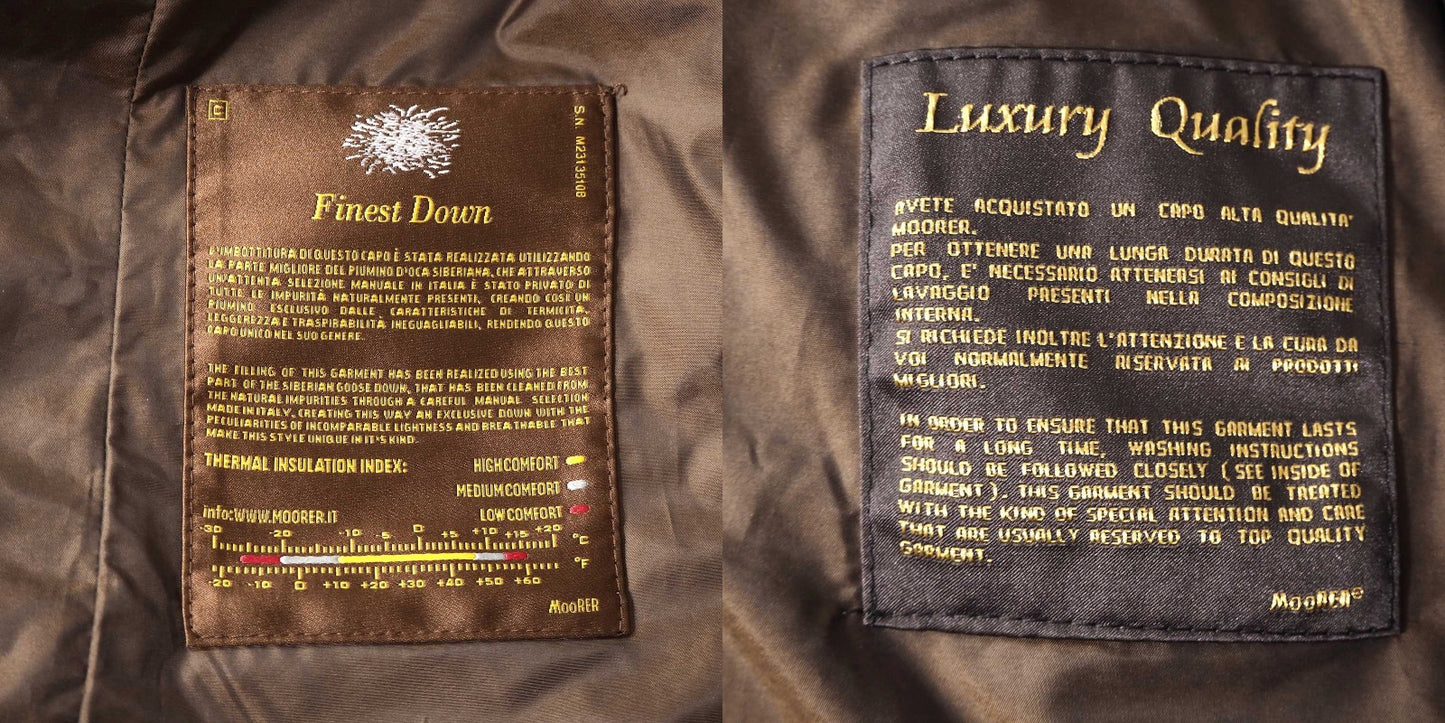 C
S.N. M2313510B
Finest Down
L'IMBOTTITURA DI QUESTO CAPO È STATA REALIZZATA UTILIZZANDO
LA PARTE MIGLIORE DEL PIUMINO D'OCA SIBERIANA, CHE ATTRAVERSO
UN'ATTENTA SELEZIONE MANUALE IN ITALIA È STATO PRIVATO DI
TUTTE LE IMPURITÀ NATURALMENTE PRESENTI, CREANDO COSÌ UN
PIUMINO ESCLUSIVO DALLE CARATTERISTICHE DI TERMICITÀ,
LEGGEREZZA E TRASPIRABILITÀ INEGUAGLIABILI, RENDENDO QUESTO
CAPO UNICO NEL SUO GENERE.
THE FILLING OF THIS GARMENT HAS BEEN REALIZED USING THE BEST
PART OF THE SIBERIAN GOOSE DOWN, THAT HAS BEEN CLEANED FROM
THE NATURAL IMPURITIES THROUGH A CAREFUL MANUAL SELECTION
MADE IN ITALY, CREATING THIS WAY AN EXCLUSIVE DOWN WITH THE
PECULIARITIES OF INCOMPARABLE LIGHTNESS AND BREATHABLE THAT
MAKE THIS STYLE UNIQUE IN IT'S KIND.
THERMAL INSULATION INDEX: HIGH COMFORT
MEDIUM COMFORT
info:WWW.MOORER.IT LOW COMFORT
-30 -20 -10 -5 0 +5 +10 +20
°C
°F
-20 -10 0 +10 +20 +30 +40 +50 +60
MooRER
Luxury Quality
AVETE ACQUISTATO UN CAPO ALTA QUALITA'
MOORER.
PER OTTENERE UNA LUNGA DURATA DI QUESTO
CAPO, E' NECESSARIO ATTENERSI AI CONSIGLI DI
LAVAGGIO PRESENTI NELLA COMPOSIZIONE
INTERNA.
SI RICHIEDE INOLTRE L'ATTENZIONE E LA CURA DA
VOI NORMALMENTE RISERVATA AI PRODOTTI
MIGLIORI.
IN ORDER TO ENSURE THAT THIS GARMENT LASTS
FOR A LONG TIME, WASHING INSTRUCTIONS
SHOULD BE FOLLOWED CLOSELY ( SEE INSIDE OF
GARMENT ). THIS GARMENT SHOULD BE TREATED
WITH THE KIND OF SPECIAL ATTENTION AND CARE
THAT ARE USUALLY RESERVED TO TOP QUALITY
GARMENT.
MooRER®